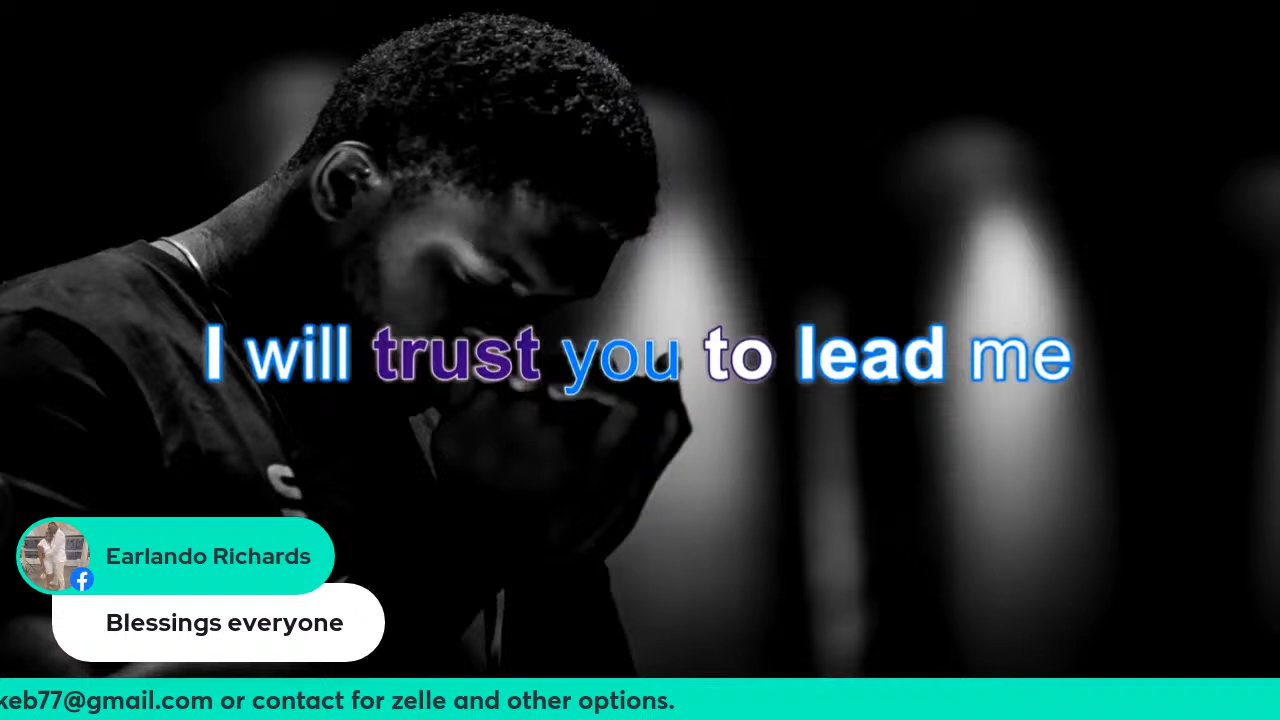 I will trust you to lead me
Earlando Richards
Blessings everyone
keb77@gmail.com or contact for zelle and other options.